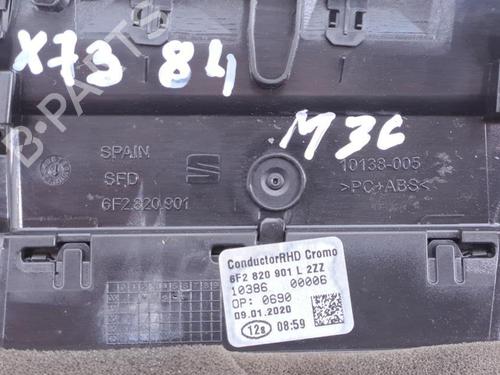 X73 84
M36
SPAIN
SFD
6F2.820.901
10138-005
>PC+ABS<
ConductorRHD Cromo
6F2 820 901 L 2ZZ
10386 00006
OP: 0690
09.01.2020
12a 08:59